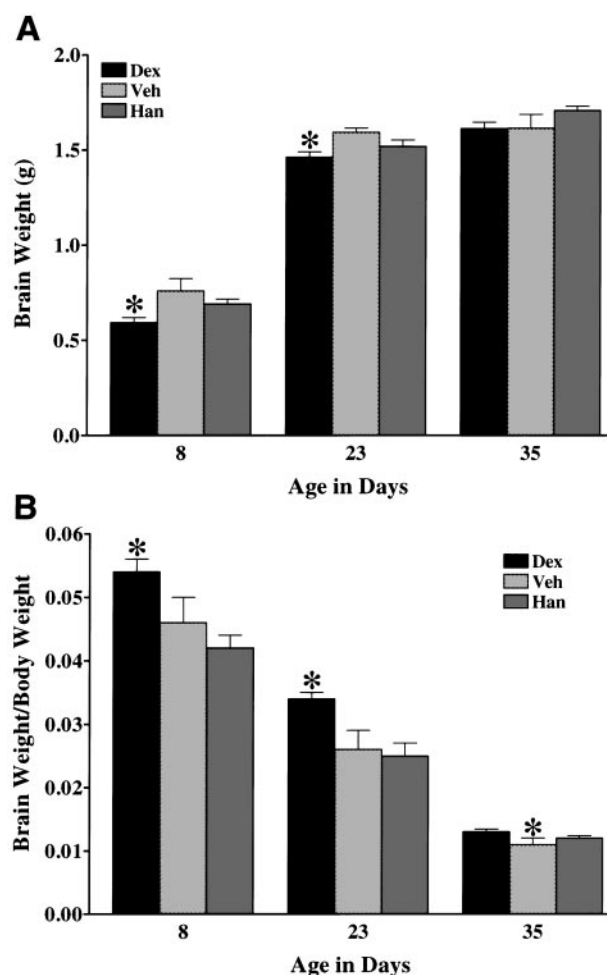 A
Brain Weight (g)
2.0
1.5
1.0
0.5
0.0
Dex
Veh
Han
*
*
8 23 35
Age in Days
B
Brain Weight/Body Weight
0.06
0.05
0.04
0.03
0.02
0.01
0.00
Dex
Veh
Han
*
*
*
8 23 35
Age in Days